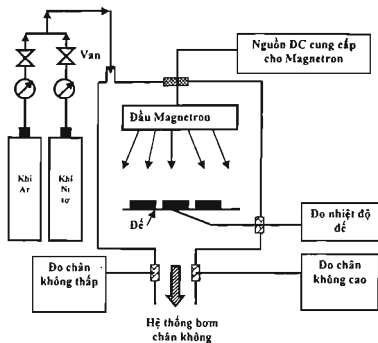 Van
Nguồn DC cung cấp
cho Magnetron
Đầu Magnetron
Khí
Ar
Khí
Ni
tơ
Đế
Đo nhiệt độ
đế
Đo chân
không thấp
Đo chân
không cao
Hệ thống bơm
chân không